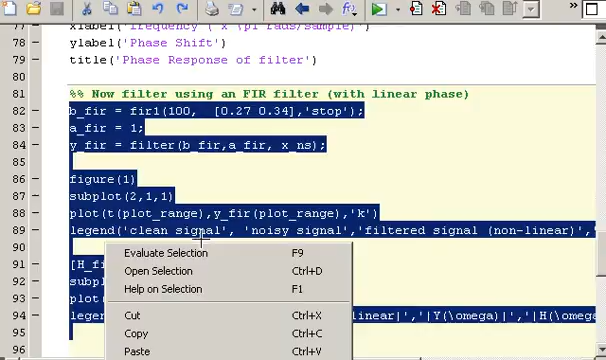 77 xlabel('frequency ( x \pi rads/sample)
78 ylabel('Phase Shift')
79 title('Phase Response of filter')
80
81 %% Now filter using an FIR filter (with linear phase)
82 b_fir = fir1(100,  [0.27 0.34],'stop');
83 a_fir = 1;
84 y_fir = filter(b_fir,a_fir, x_ns);
85
86 figure(1)
87 subplot(2,1,1)
88 plot(t(plot_range),y_fir(plot_range),'k')
89 legend('clean signal', 'noisy signal','filtered signal (non-linear)','
90
Evaluate Selection F9
91 [H_fi
Open Selection Ctrl+D
92 subpl
Help on Selection F1
93 plot(
94 legen
Cut Ctrl+X
linear|','|Y(\omega)|','|H(\omega
95
Copy Ctrl+C
96
Paste Ctrl+V